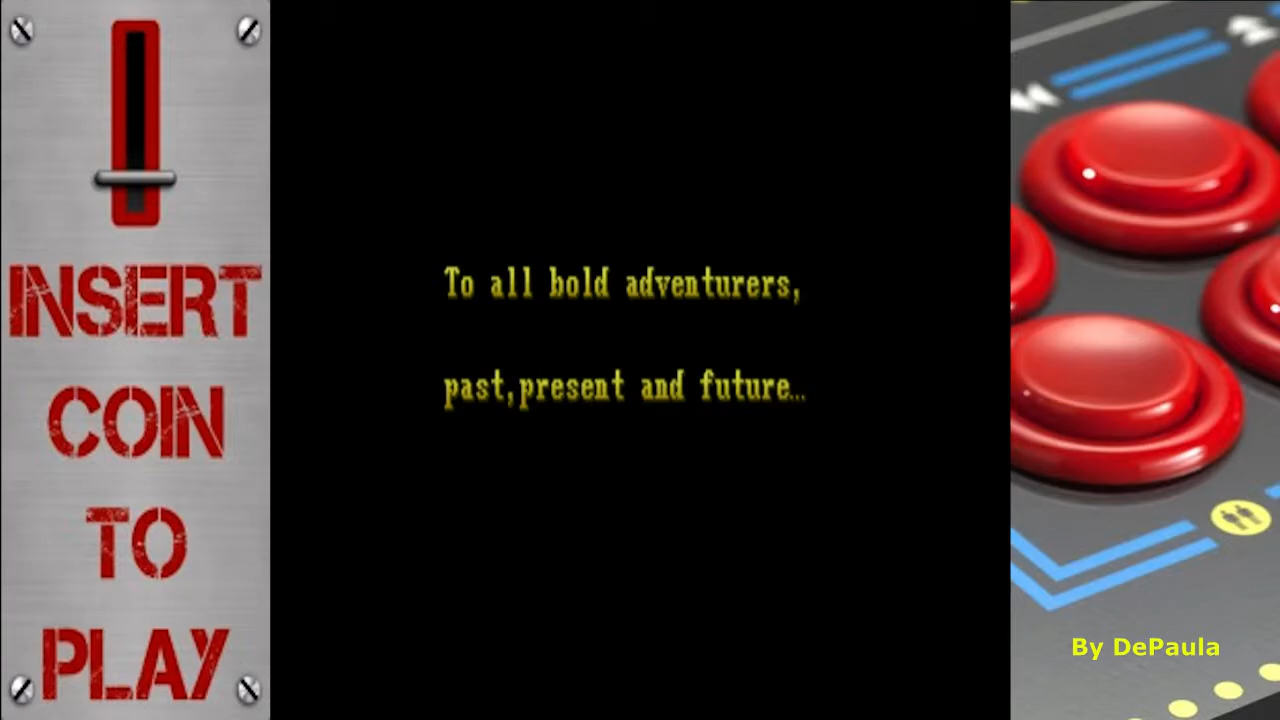 INSERT
COIN
TO
PLAY
To all bold adventurers,
past,present and future...
By DePaula